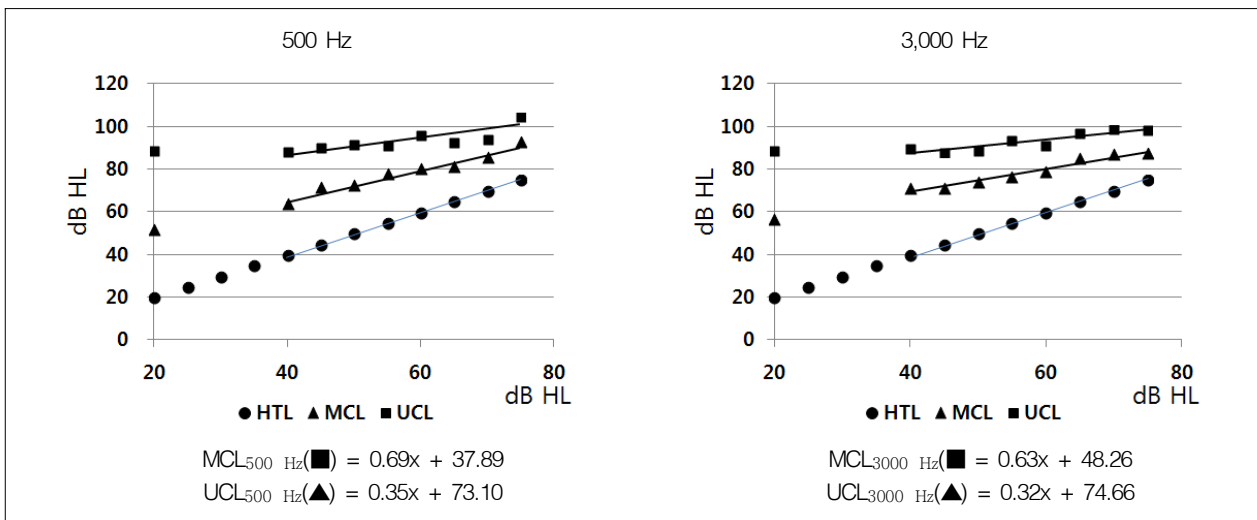 500 Hz
3,000 Hz
120
100
80
60
40
20
0
dB HL
20 40 60 80
dB HL
● HTL ▲ MCL ■ UCL
120
100
80
60
40
20
0
dB HL
20 40 60 80
dB HL
● HTL ▲ MCL ■ UCL
MCL500 Hz(■) = 0.69x + 37.89
UCL500 Hz(▲) = 0.35x + 73.10
MCL3000 Hz(■ = 0.63x + 48.26
UCL3000 Hz(▲) = 0.32x + 74.66